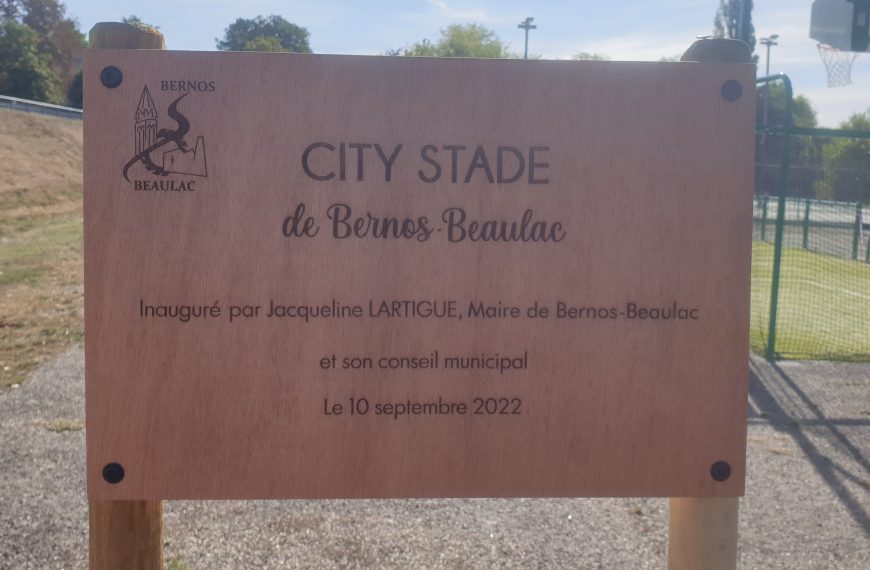 BERNOS
BEAULAC
CITY STADE
de Bernos-Beaulac
Inauguré par Jacqueline LARTIGUE, Maire de Bernos-Beaulac
et son conseil municipal
Le 10 septembre 2022